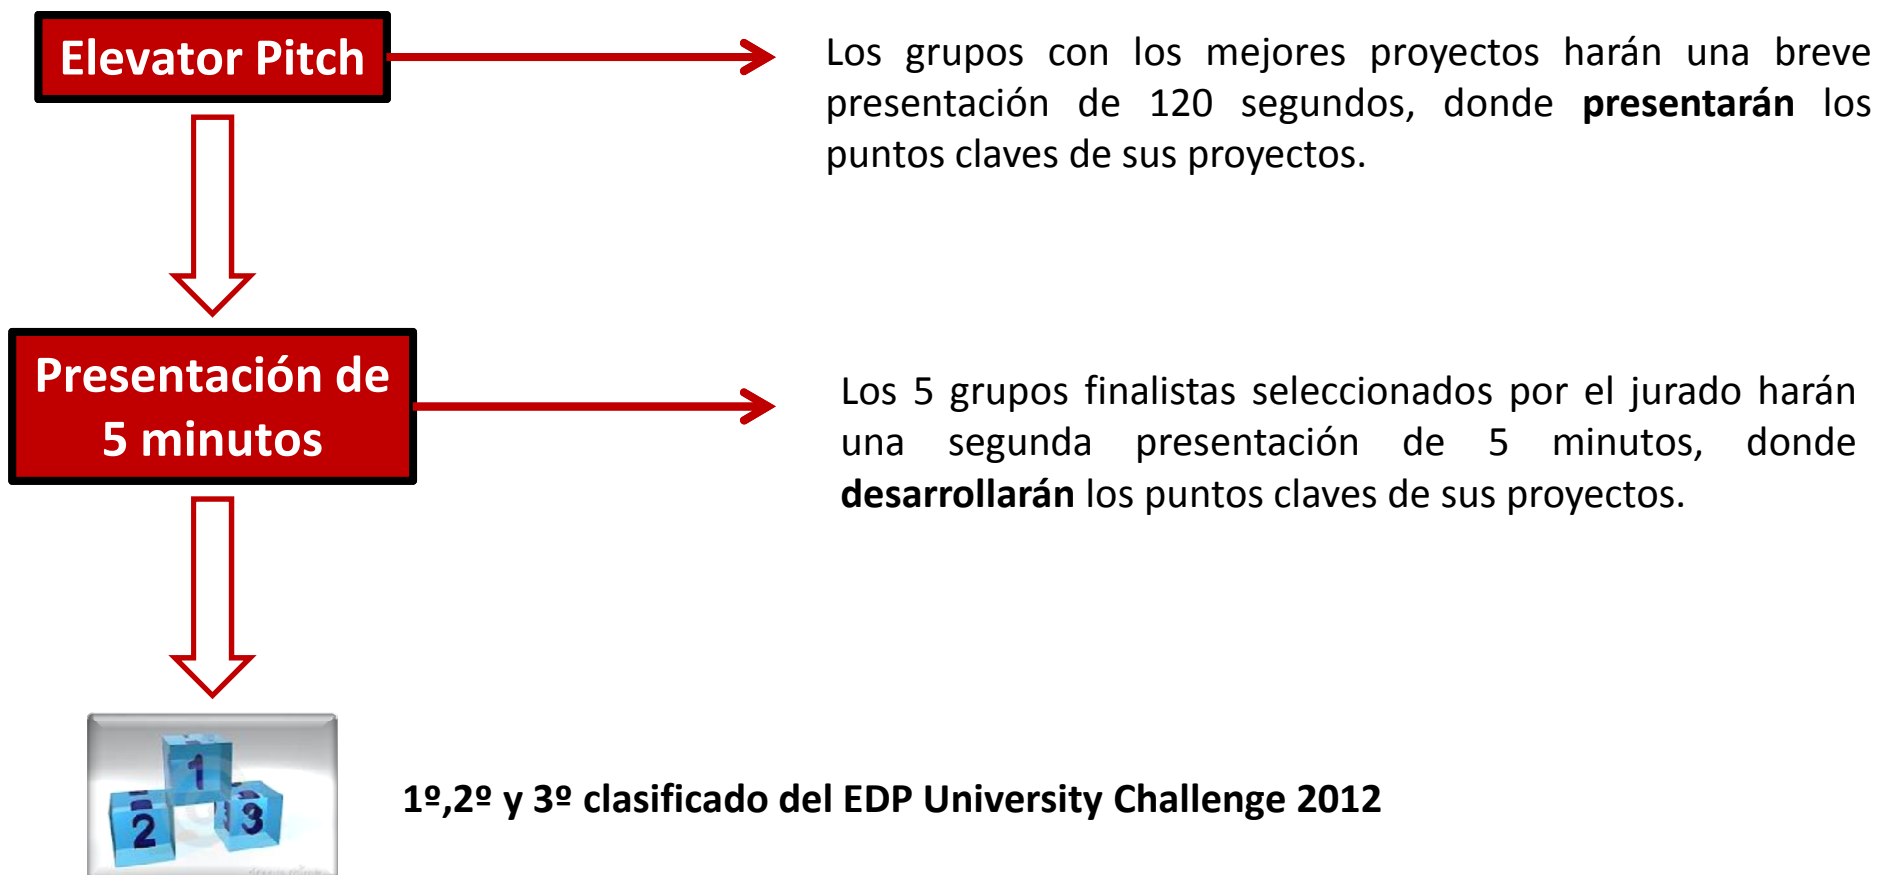 Elevator Pitch
Los grupos con los mejores proyectos harán una breve
presentación de 120 segundos, donde presentarán los
puntos claves de sus proyectos.
Presentación de
5 minutos
Los 5 grupos finalistas seleccionados por el jurado harán
una segunda presentación de 5 minutos, donde
desarrollarán los puntos claves de sus proyectos.
1
2
3
1º,2º y 3º clasificado del EDP University Challenge 2012